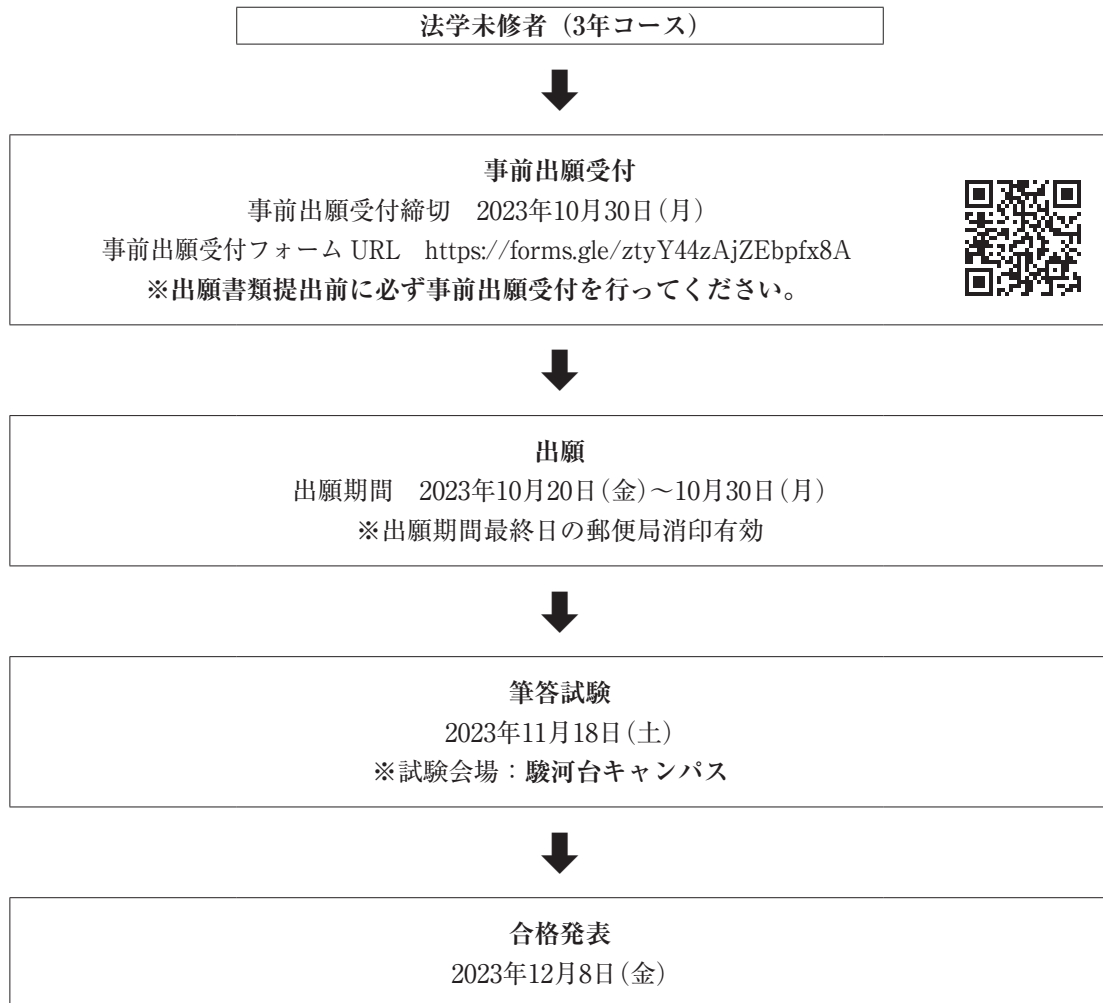 法学未修者（3年コース）
事前出願受付
事前出願受付締切　2023年10月30日（月）
事前出願受付フォーム URL　https://forms.gle/ztyY44zAjZEbpfx8A
※出願書類提出前に必ず事前出願受付を行ってください。
出願
出願期間　2023年10月20日（金）～10月30日（月）
※出願期間最終日の郵便局消印有効
筆答試験
2023年11月18日（土）
※試験会場：駿河台キャンパス
合格発表
2023年12月8日（金）